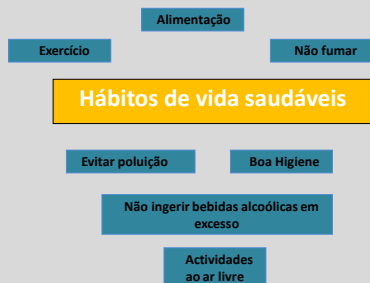 Alimentação
Exercício
Não fumar
Hábitos de vida saudáveis
Evitar poluição
Boa Higiene
Não ingerir bebidas alcoólicas em
excesso
Actividades
ao ar livre